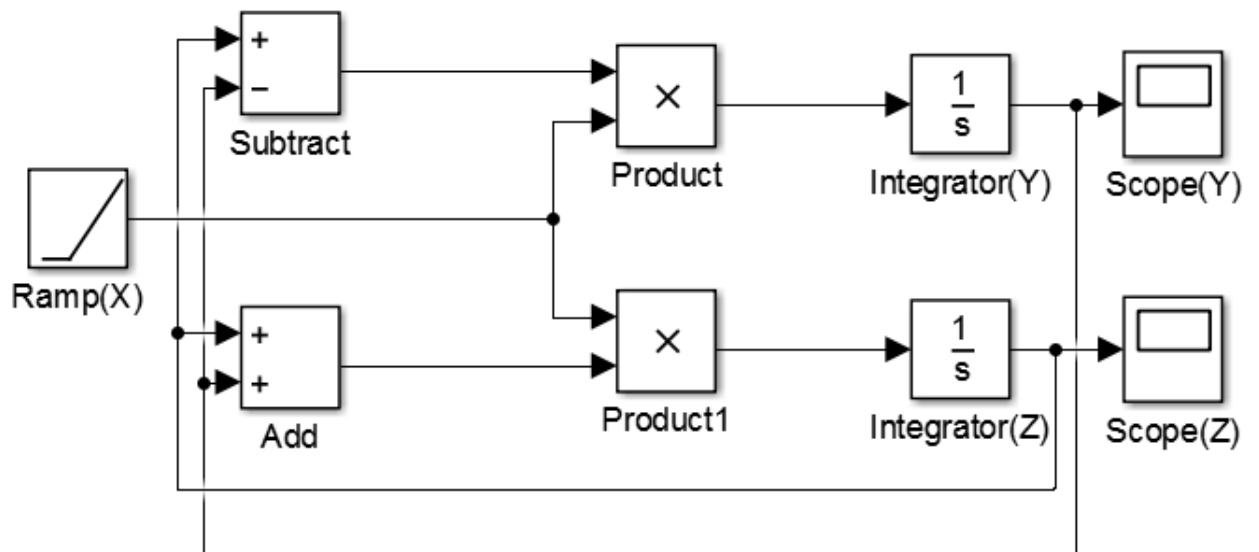 +
−
Subtract
×
Product
1
s
Integrator(Y)
Scope(Y)
Ramp(X)
+
+
Add
×
Product1
1
s
Integrator(Z)
Scope(Z)